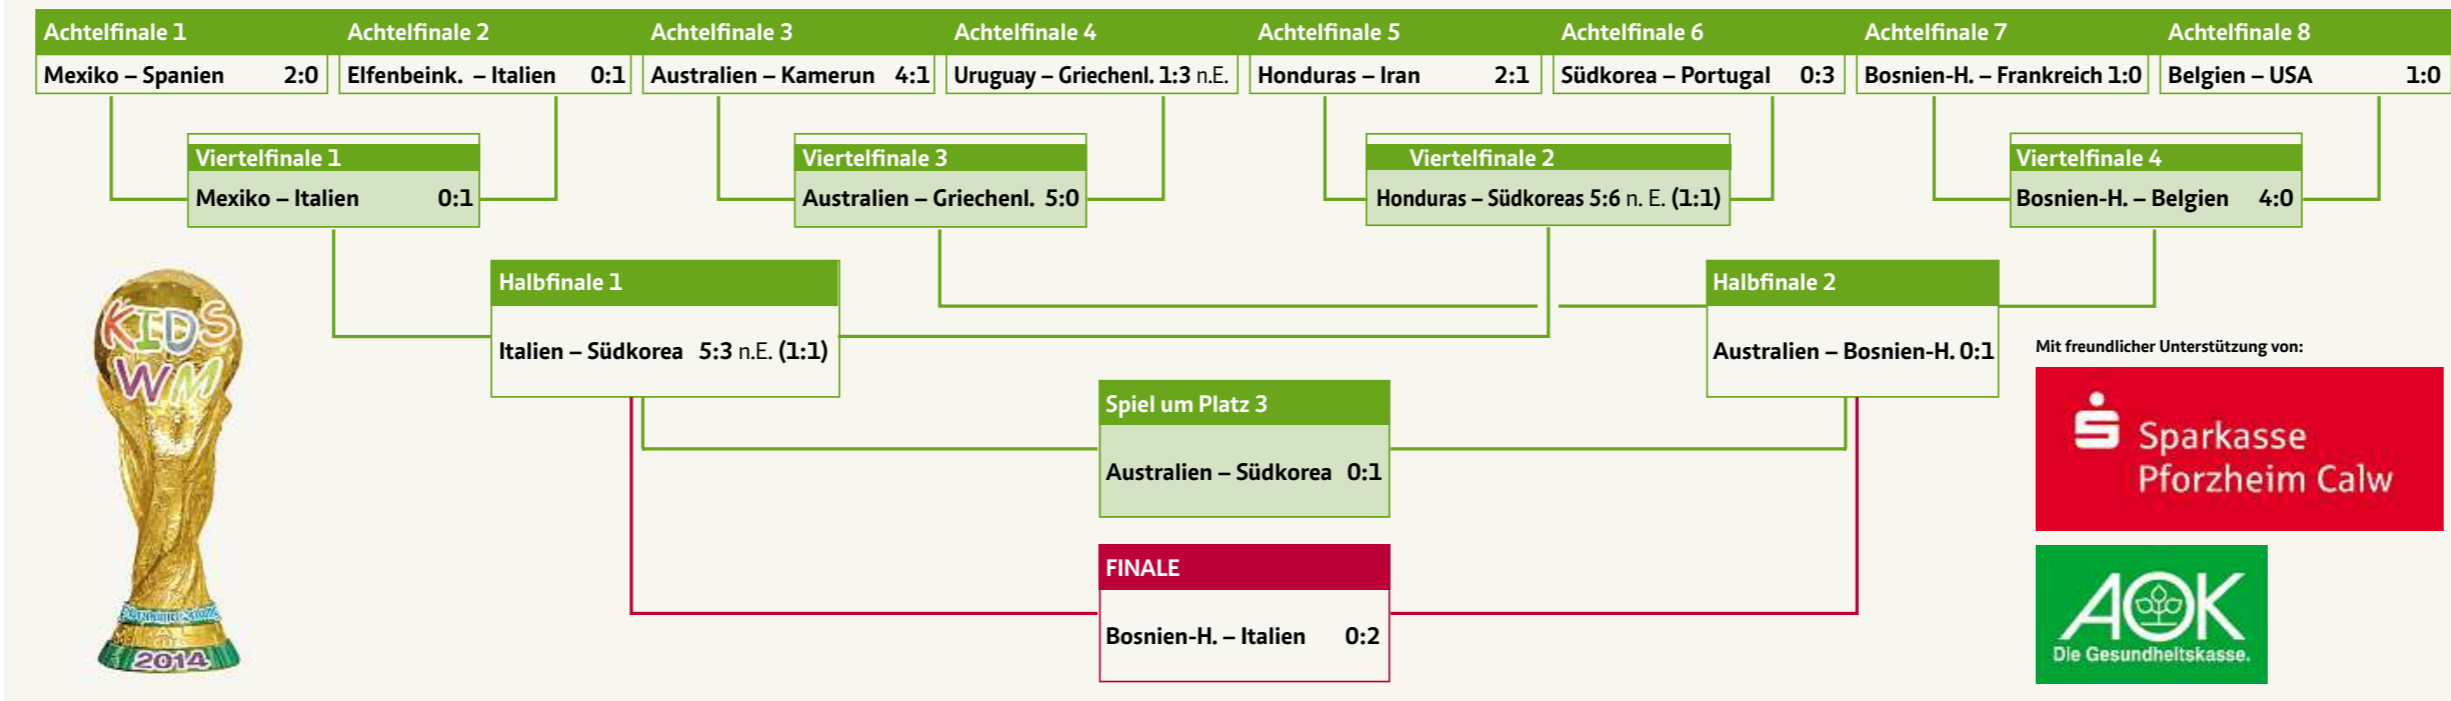 Achtelfinale 1
Mexiko – Spanien 2:0
Achtelfinale 2
Elfenbeink. – Italien 0:1
Achtelfinale 3
Australien – Kamerun 4:1
Achtelfinale 4
Uruguay – Griechenl. 1:3 n.E.
Achtelfinale 5
Honduras – Iran 2:1
Achtelfinale 6
Südkorea – Portugal 0:3
Achtelfinale 7
Bosnien-H. – Frankreich 1:0
Achtelfinale 8
Belgien – USA 1:0
Viertelfinale 1
Mexiko – Italien 0:1
Viertelfinale 3
Australien – Griechenl. 5:0
Viertelfinale 2
Honduras – Südkoreas 5:6 n. E. (1:1)
Viertelfinale 4
Bosnien-H. – Belgien 4:0
Halbfinale 1
Italien – Südkorea 5:3 n.E. (1:1)
Halbfinale 2
Australien – Bosnien-H. 0:1
Spiel um Platz 3
Australien – Südkorea 0:1
FINALE
Bosnien-H. – Italien 0:2
KIDS
WM
2014
Mit freundlicher Unterstützung von:
Sparkasse
Pforzheim Calw
AOK
Die Gesundheitskasse.